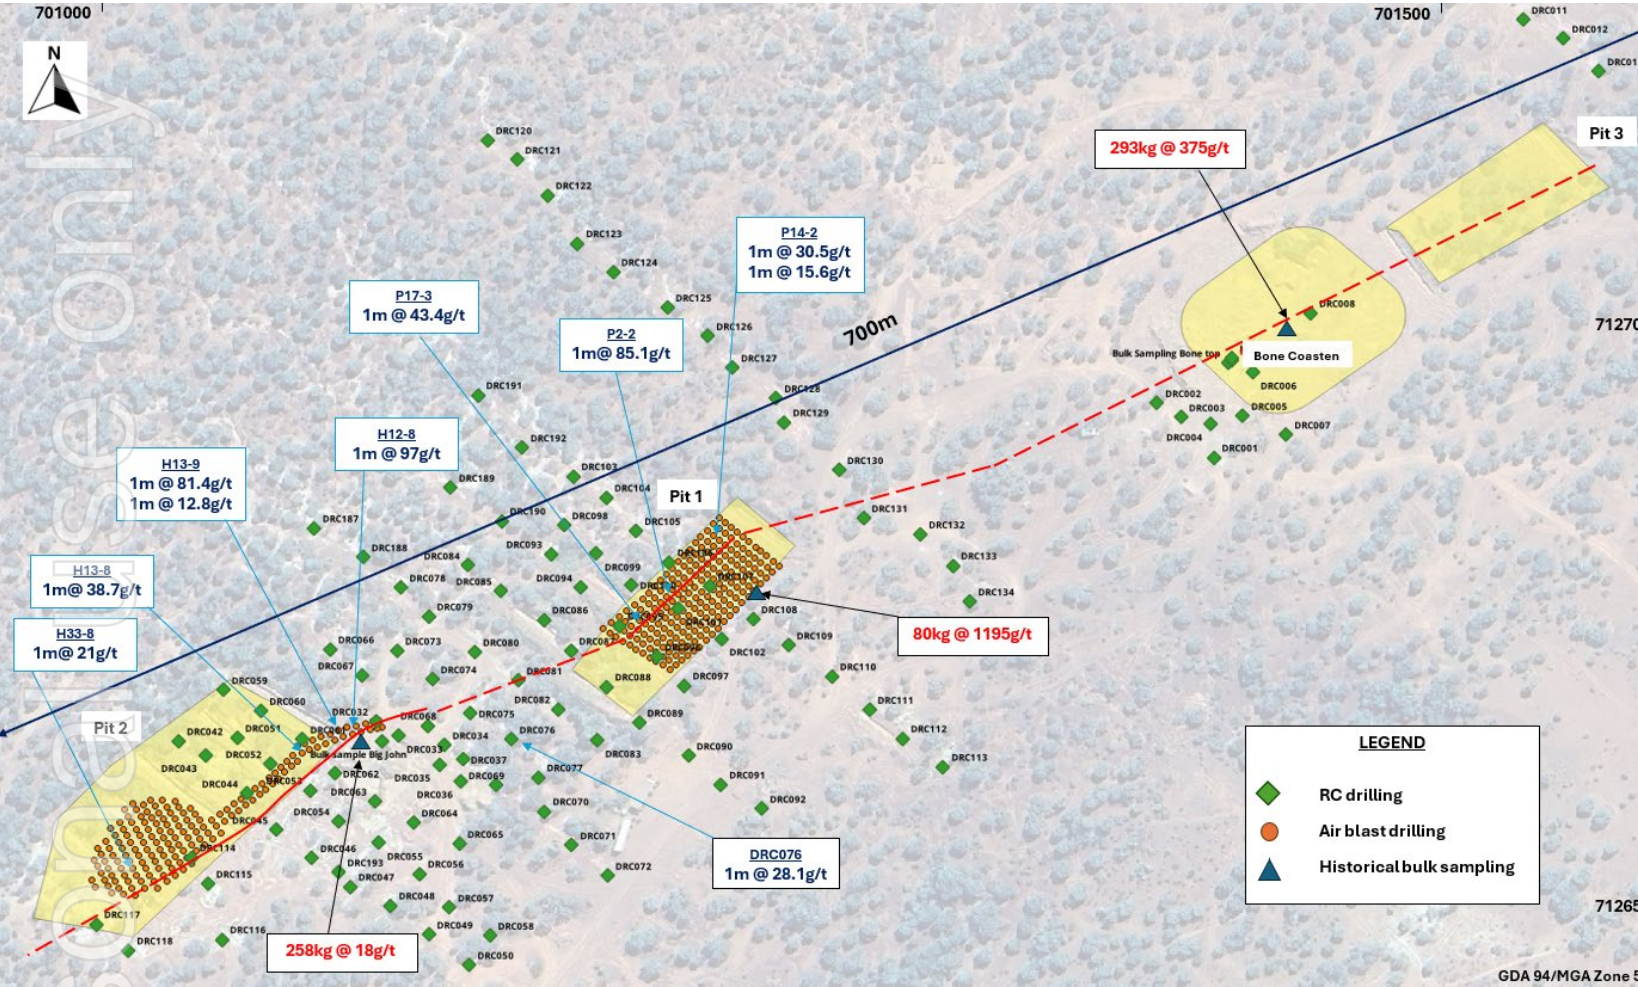 701000
701500
DRC011
DRC012
DRC01
N
Pit 3
DRC120
DRC121
293kg @ 375g/t
DRC122
P14-2
1m @ 30.5g/t
1m @ 15.6g/t
DRC123
DRC124
P17-3
1m @ 43.4g/t
DRC125
DRC008
P2-2
1m@ 85.1g/t
DRC126
700m
71270
DRC127
Bulk Sampling Bone top
Bone Coasten
DRC191
DRC128
DRC006
DRC002
DRC129
DRC003
DRC005
DRC007
DRC004
DRC001
H12-8
1m @ 97g/t
DRC192
H13-9
1m @ 81.4g/t
1m @ 12.8g/t
DRC103
DRC130
DRC189
DRC104
Pit 1
DRC190
DRC098
DRC105
DRC131
DRC187
DRC132
DRC188
DRC084
DRC093
DRC133
H13-8
1m@ 38.7g/t
DRC099
DRC078
DRC085
DRC094
DRC134
DRC079
DRC086
DRC108
H33-8
1m@ 21g/t
80kg @ 1195g/t
DRC066
DRC073
DRC080
DRC087
DRC109
DRC102
DRC067
DRC074
DRC081
DRC110
DRC059
DRC088
DRC097
DRC060
DRC082
DRC111
DRC032
DRC068
DRC075
DRC089
Pit 2
DRC042
DRC051
DRC061
DRC076
DRC112
DRC034
DRC033
Bulk sample Big John
DRC052
DRC083
DRC090
DRC043
DRC037
DRC113
DRC062
DRC035
DRC077
DRC069
DRC091
DRC044
DRC053
DRC063
DRC036
DRC070
DRC092
DRC054
DRC064
DRC045
DRC065
DRC071
DRC114
DRC046
DRC055
DRC193
DRC056
DRC072
DRC076
1m @ 28.1g/t
DRC115
DRC047
DRC048
DRC057
DRC117
DRC116
DRC049
DRC058
DRC118
258kg @ 18g/t
DRC050
LEGEND
RC drilling
Air blast drilling
Historical bulk sampling
71265
GDA 94/MGA Zone 5
onal use only